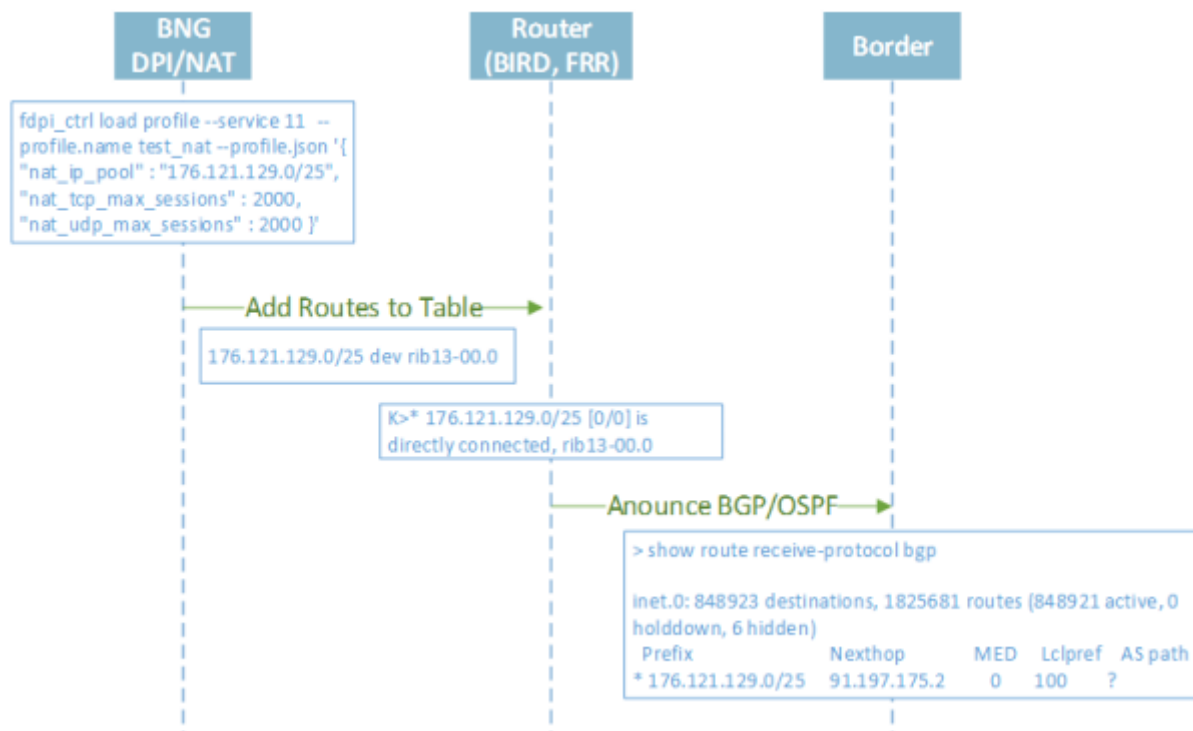 BNG
DPI/NAT
Router
(BIRD, FRR)
Border
fdpi_ctrl load profile --service 11 --
profile.name test_nat --profile.json '{
"nat_ip_pool" : "176.121.129.0/25",
"nat_tcp_max_sessions" : 2000,
"nat_udp_max_sessions" : 2000 }'
Add Routes to Table
176.121.129.0/25 dev rib13-00.0
K>* 176.121.129.0/25 [0/0] is
directly connected, rib13-00.0
Anounce BGP/OSPF
> show route receive-protocol bgp
inet.0: 848923 destinations, 1825681 routes (848921 active, 0
holddown, 6 hidden)
Prefix Nexthop MED Lclpref AS path
* 176.121.129.0/25 91.197.175.2 0 100 ?